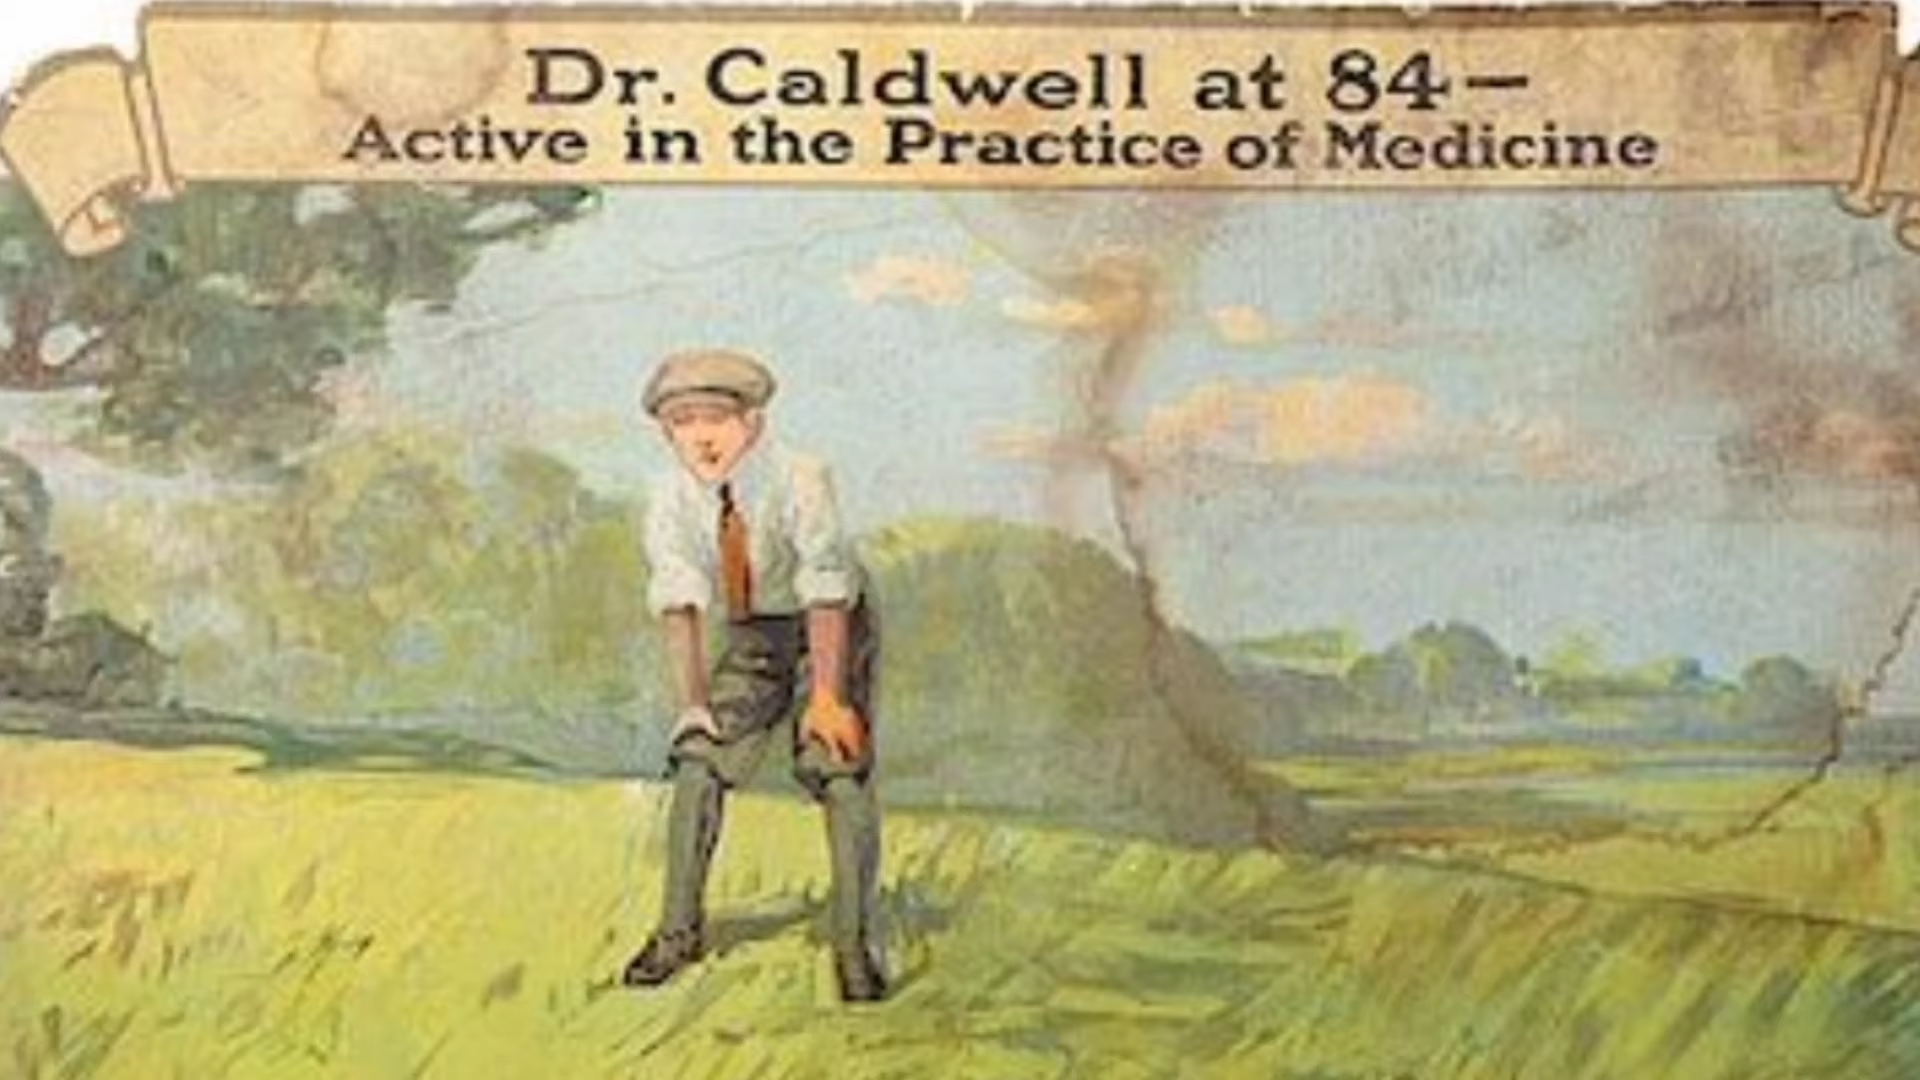 Dr. Caldwell at 84—
Active in the Practice of Medicine